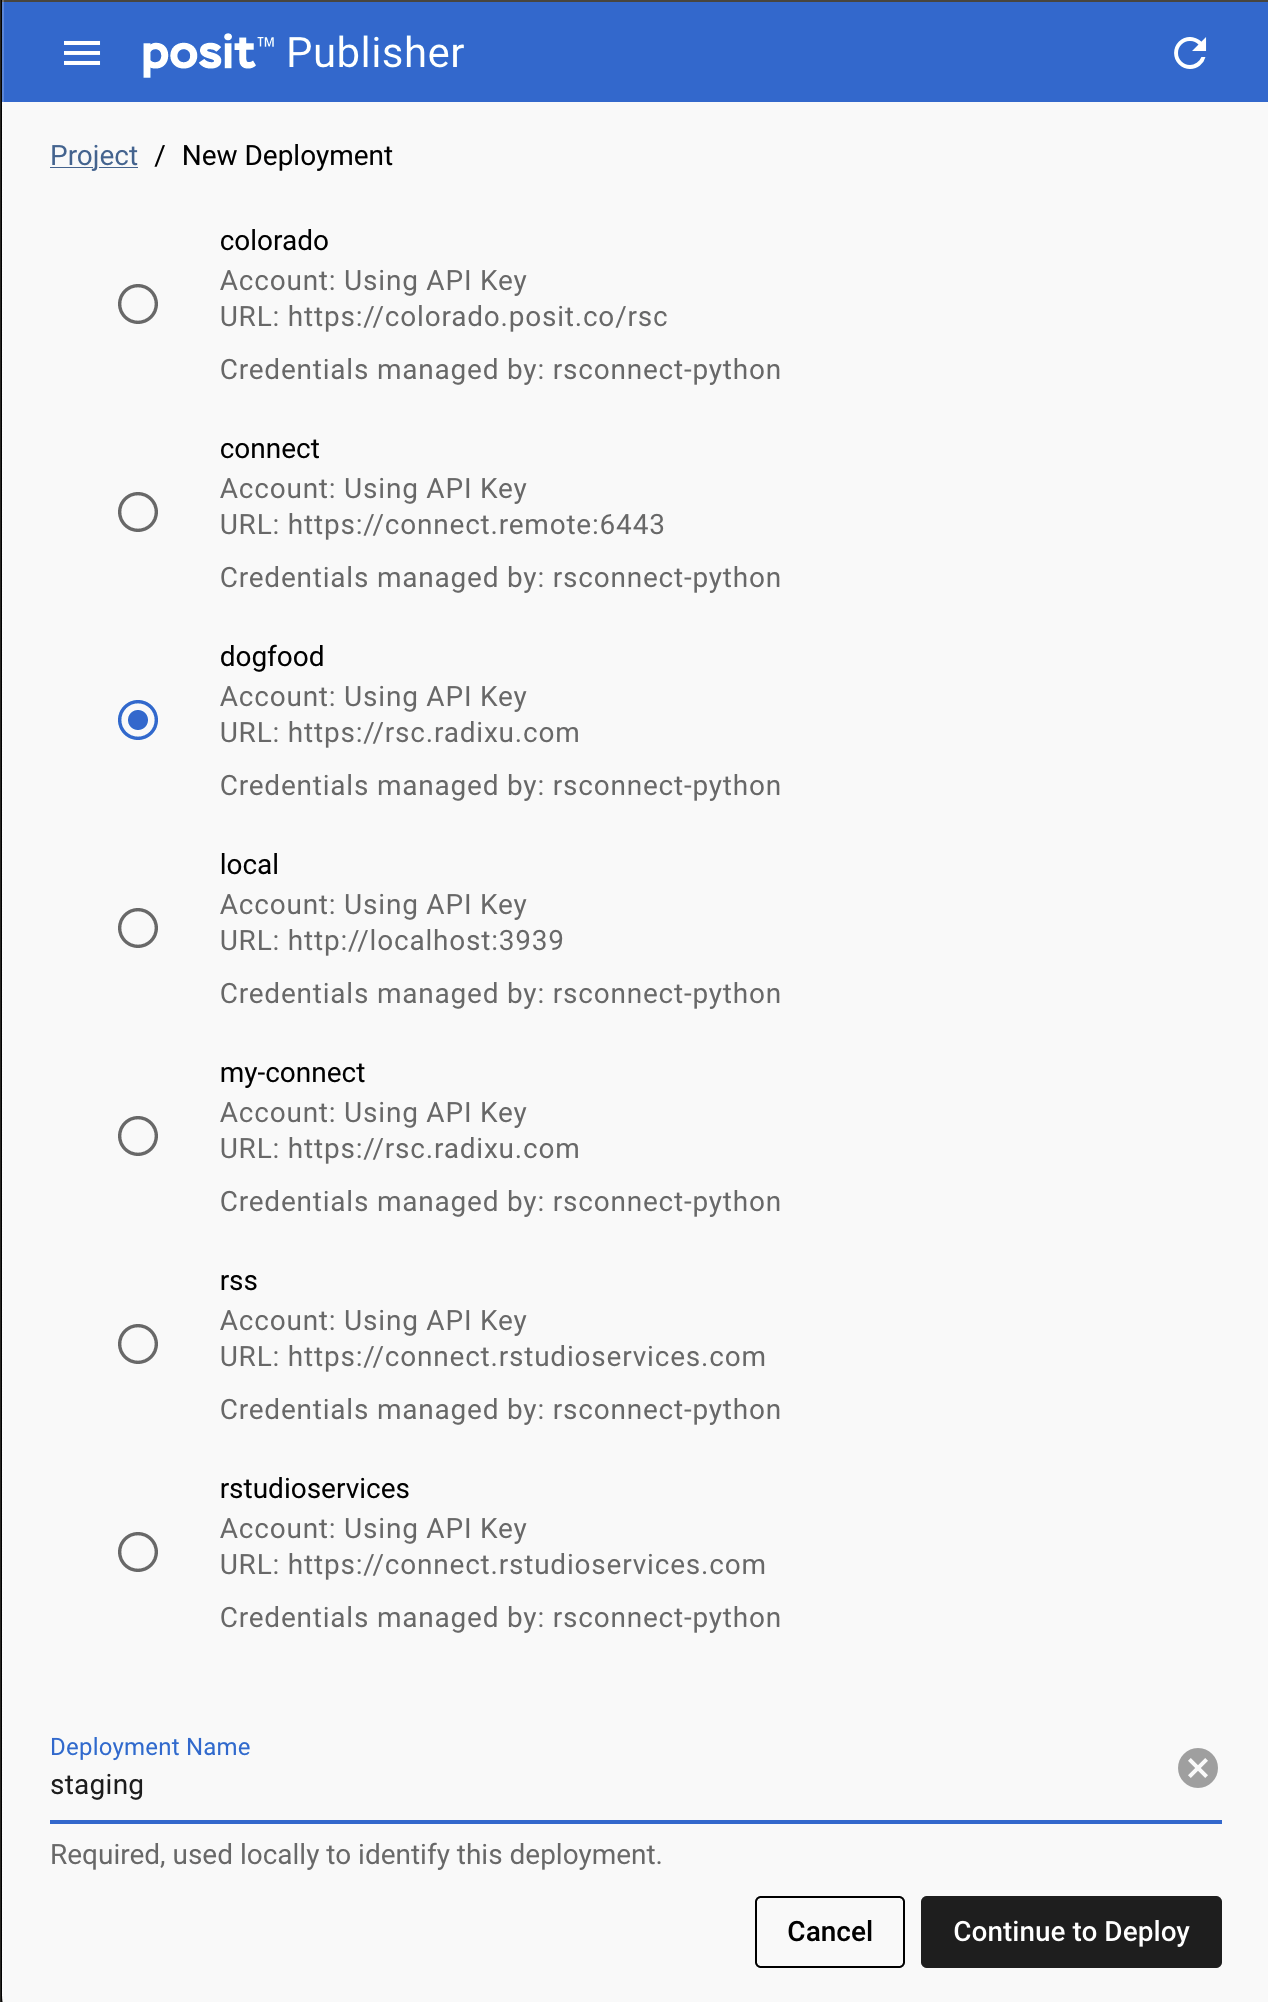 posit™ Publisher
Project / New Deployment
colorado
Account: Using API Key
URL: https://colorado.posit.co/rsc
Credentials managed by: rsconnect-python
connect
Account: Using API Key
URL: https://connect.remote:6443
Credentials managed by: rsconnect-python
dogfood
Account: Using API Key
URL: https://rsc.radixu.com
Credentials managed by: rsconnect-python
local
Account: Using API Key
URL: http://localhost:3939
Credentials managed by: rsconnect-python
my-connect
Account: Using API Key
URL: https://rsc.radixu.com
Credentials managed by: rsconnect-python
rss
Account: Using API Key
URL: https://connect.rstudioservices.com
Credentials managed by: rsconnect-python
rstudioservices
Account: Using API Key
URL: https://connect.rstudioservices.com
Credentials managed by: rsconnect-python
Deployment Name
staging
Required, used locally to identify this deployment.
Cancel Continue to Deploy